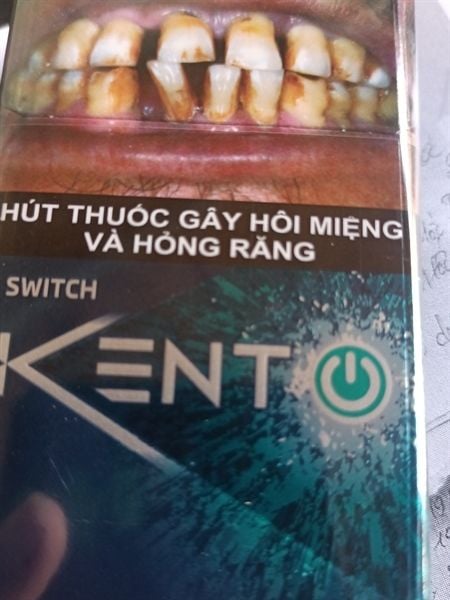 HÚT THUỐC GÂY HÔI MIỆNG
VÀ HỎNG RĂNG
SWITCH
KENT